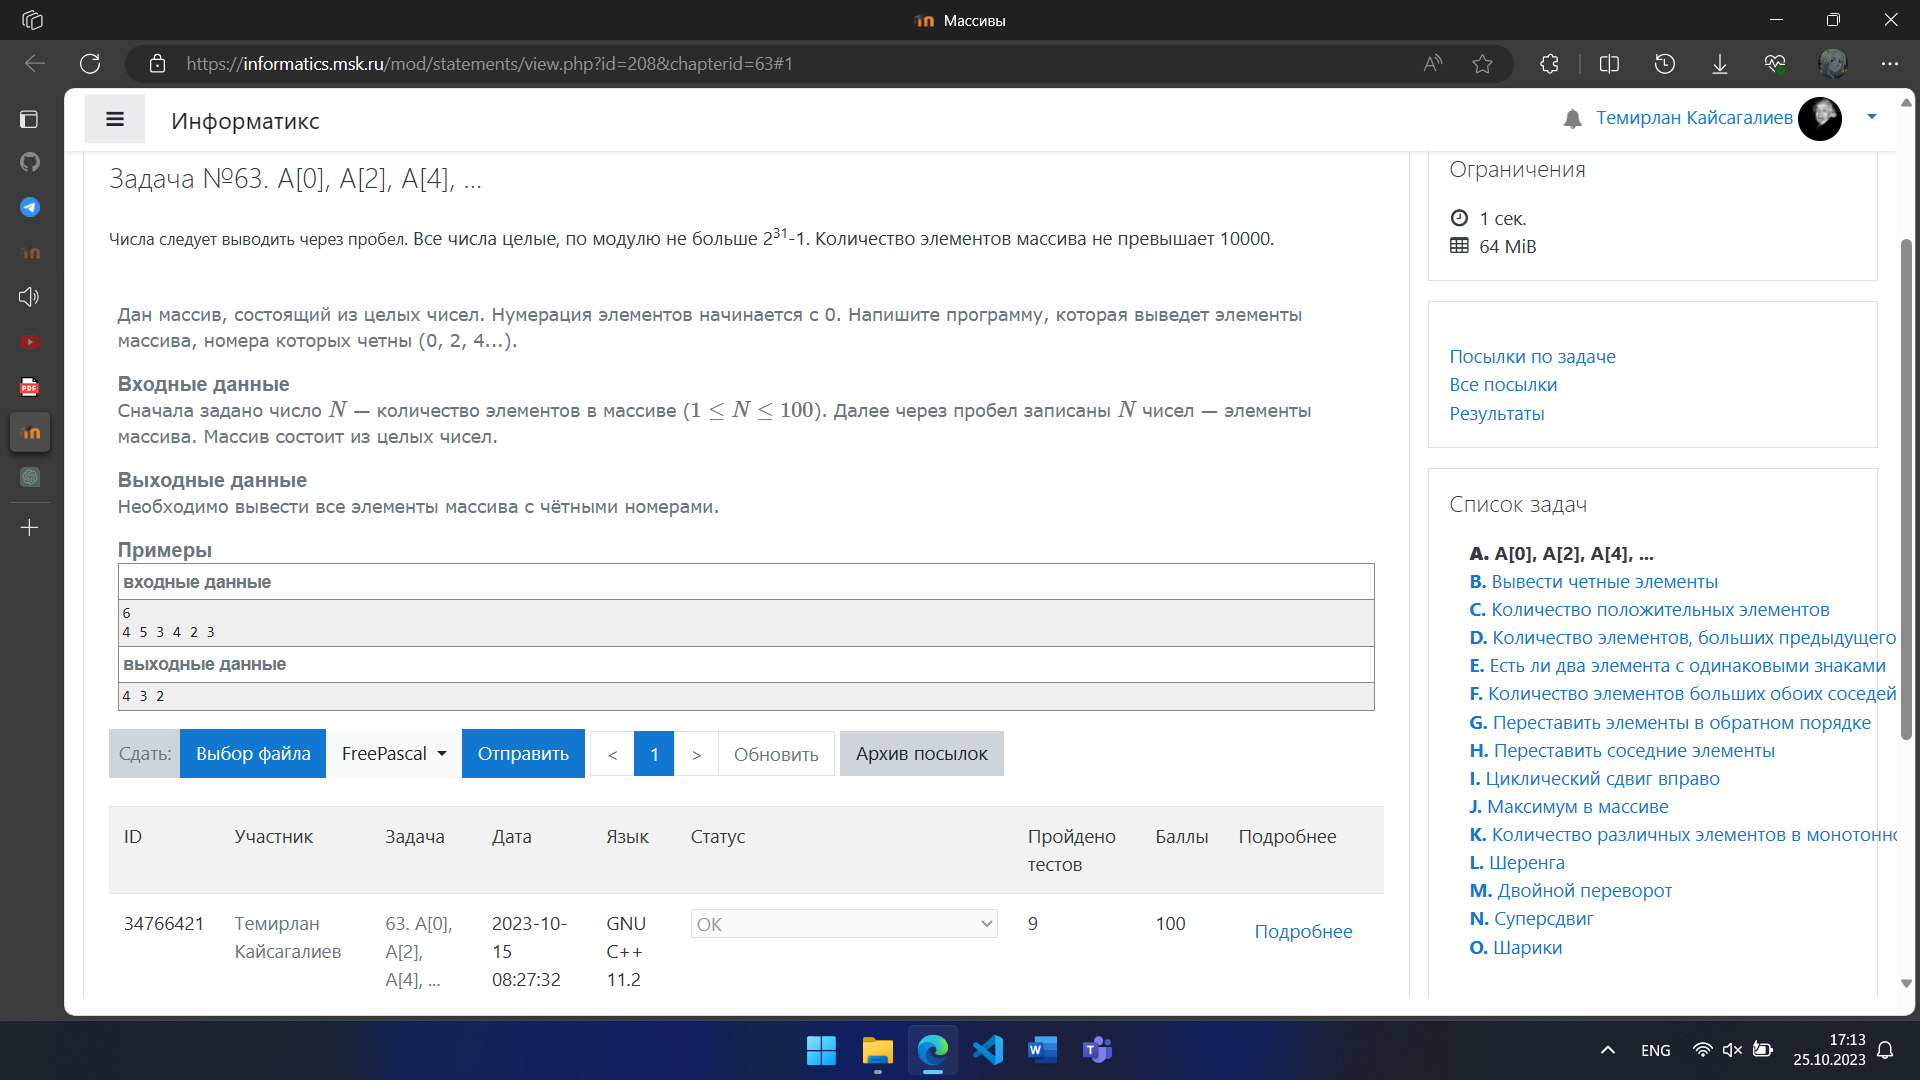 Массивы
https://informatics.msk.ru/mod/statements/view.php?id=208&chapterid=63#1
Информатикс
Темирлан Кайсагалиев
Задача №63. A[0], A[2], A[4], ...
Числа следует выводить через пробел. Все числа целые, по модулю не больше 2³¹-1. Количество элементов массива не превышает 10000.
Дан массив, состоящий из целых чисел. Нумерация элементов начинается с 0. Напишите программу, которая выведет элементы
массива, номера которых четны (0, 2, 4...).
Входные данные
Сначала задано число N — количество элементов в массиве (1 ≤ N ≤ 100). Далее через пробел записаны N чисел — элементы
массива. Массив состоит из целых чисел.
Выходные данные
Необходимо вывести все элементы массива с чётными номерами.
Примеры
входные данные
6
4 5 3 4 2 3
выходные данные
4 3 2
Сдать: Выбор файла FreePascal Отправить < 1 > Обновить Архив посылок
ID Участник Задача Дата Язык Статус Пройдено Баллы Подробнее
тестов
34766421 Темирлан 63. A[0], 2023-10- GNU OK 9 100 Подробнее
Кайсагалиев A[2], 15 C++
A[4], ... 08:27:32 11.2
Ограничения
1 сек.
64 MiB
Посылки по задаче
Все посылки
Результаты
Список задач
A. A[0], A[2], A[4], ...
B. Вывести четные элементы
C. Количество положительных элементов
D. Количество элементов, больших предыдущего
E. Есть ли два элемента с одинаковыми знаками
F. Количество элементов больших обоих соседей
G. Переставить элементы в обратном порядке
H. Переставить соседние элементы
I. Циклический сдвиг вправо
J. Максимум в массиве
K. Количество различных элементов в монотонно
L. Шеренга
M. Двойной переворот
N. Суперсдвиг
O. Шарики
PDF
ENG
17:13
25.10.2023